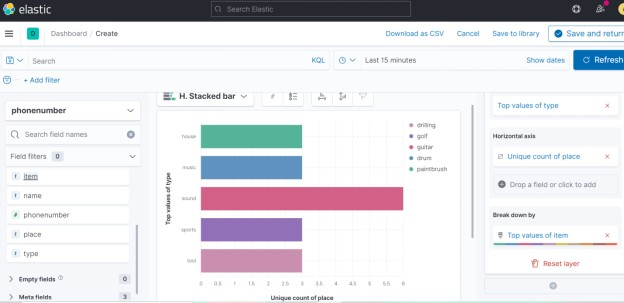 elastic
Search Elastic
D
Dashboard / Create
Download as CSV
Cancel
Save to library
Save and return
Search
KQL
Last 15 minutes
Show dates
Refresh
+ Add filter
phonenumber
Search field names
Field filters 0
t item
t name
# phonenumber
t place
t type
Empty fields 0
Meta fields 3
H. Stacked bar
Top values of type
house
music
sound
sports
tool
0 0.5 1 1.5 2 2.5 3 3.5 4 4.5 5 5.5 6
Unique count of place
drilling
golf
guitar
drum
paintbrush
Top values of type
Horizontal axis
Unique count of place
Drop a field or click to add
Break down by
Top values of item
Reset layer